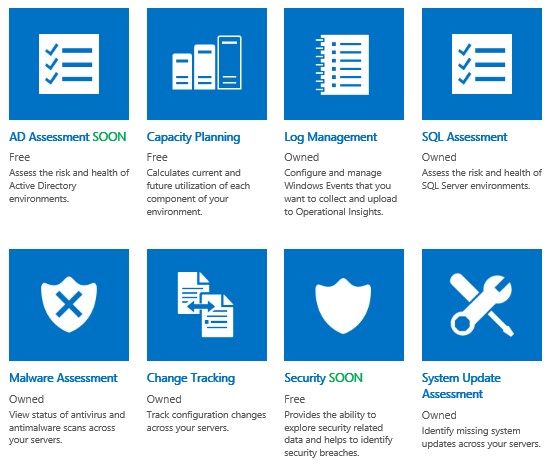 AD Assessment SOON
Free
Assess the risk and health of
Active Directory
environments.
Capacity Planning
Free
Calculates current and
future utilization of each
component of your
environment.
Log Management
Owned
Configure and manage
Windows Events that you
want to collect and upload
to Operational Insights.
SQL Assessment
Owned
Assess the risk and health of
SQL Server environments.
Malware Assessment
Owned
View status of antivirus and
antimalware scans across
your servers.
Change Tracking
Owned
Track configuration changes
across your servers.
Security SOON
Free
Provides the ability to
explore security related
data and helps to identify
security breaches.
System Update
Assessment
Owned
Identify missing system
updates across your servers.